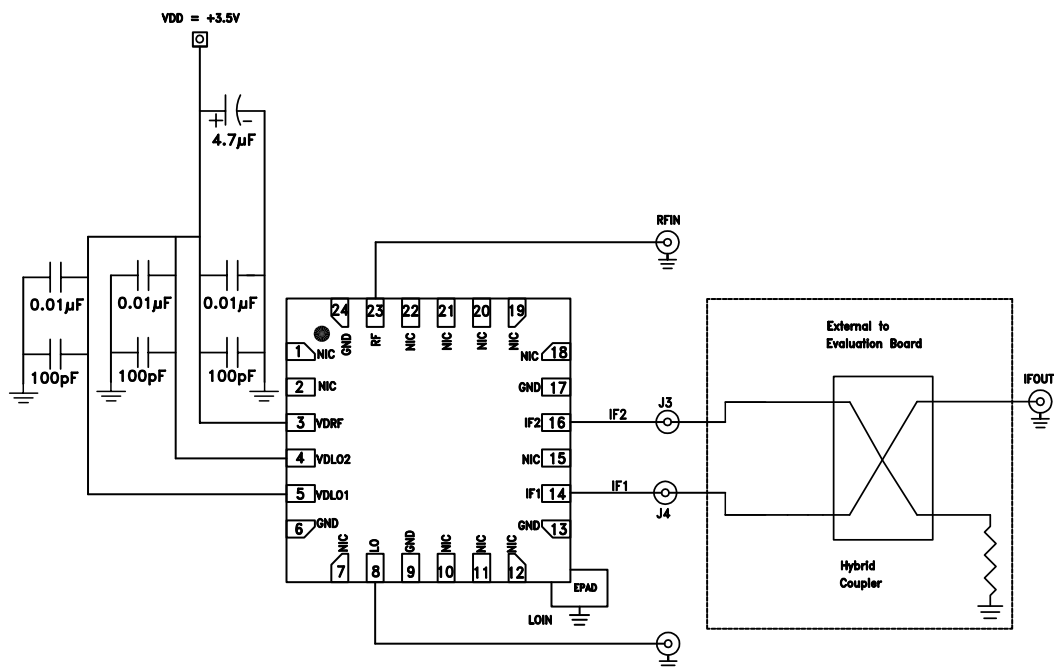 VDD = +3.5V
+ −
4.7µF
RFIN
0.01µF 0.01µF 0.01µF
100pF 100pF 100pF
24 23 22 21 20 19
GND RF NIC NIC NIC NIC
1 NIC
2 NIC
3 VDRF
4 VDLO2
5 VDLO1
6 GND
NIC 18
GND 17
IF2 16
NIC 15
IF1 14
GND 13
NIC LO GND NIC NIC NIC
7 8 9 10 11 12
EPAD
LOIN
IF2
J3
IF1
J4
External to
Evaluation Board
IFOUT
Hybrid
Coupler